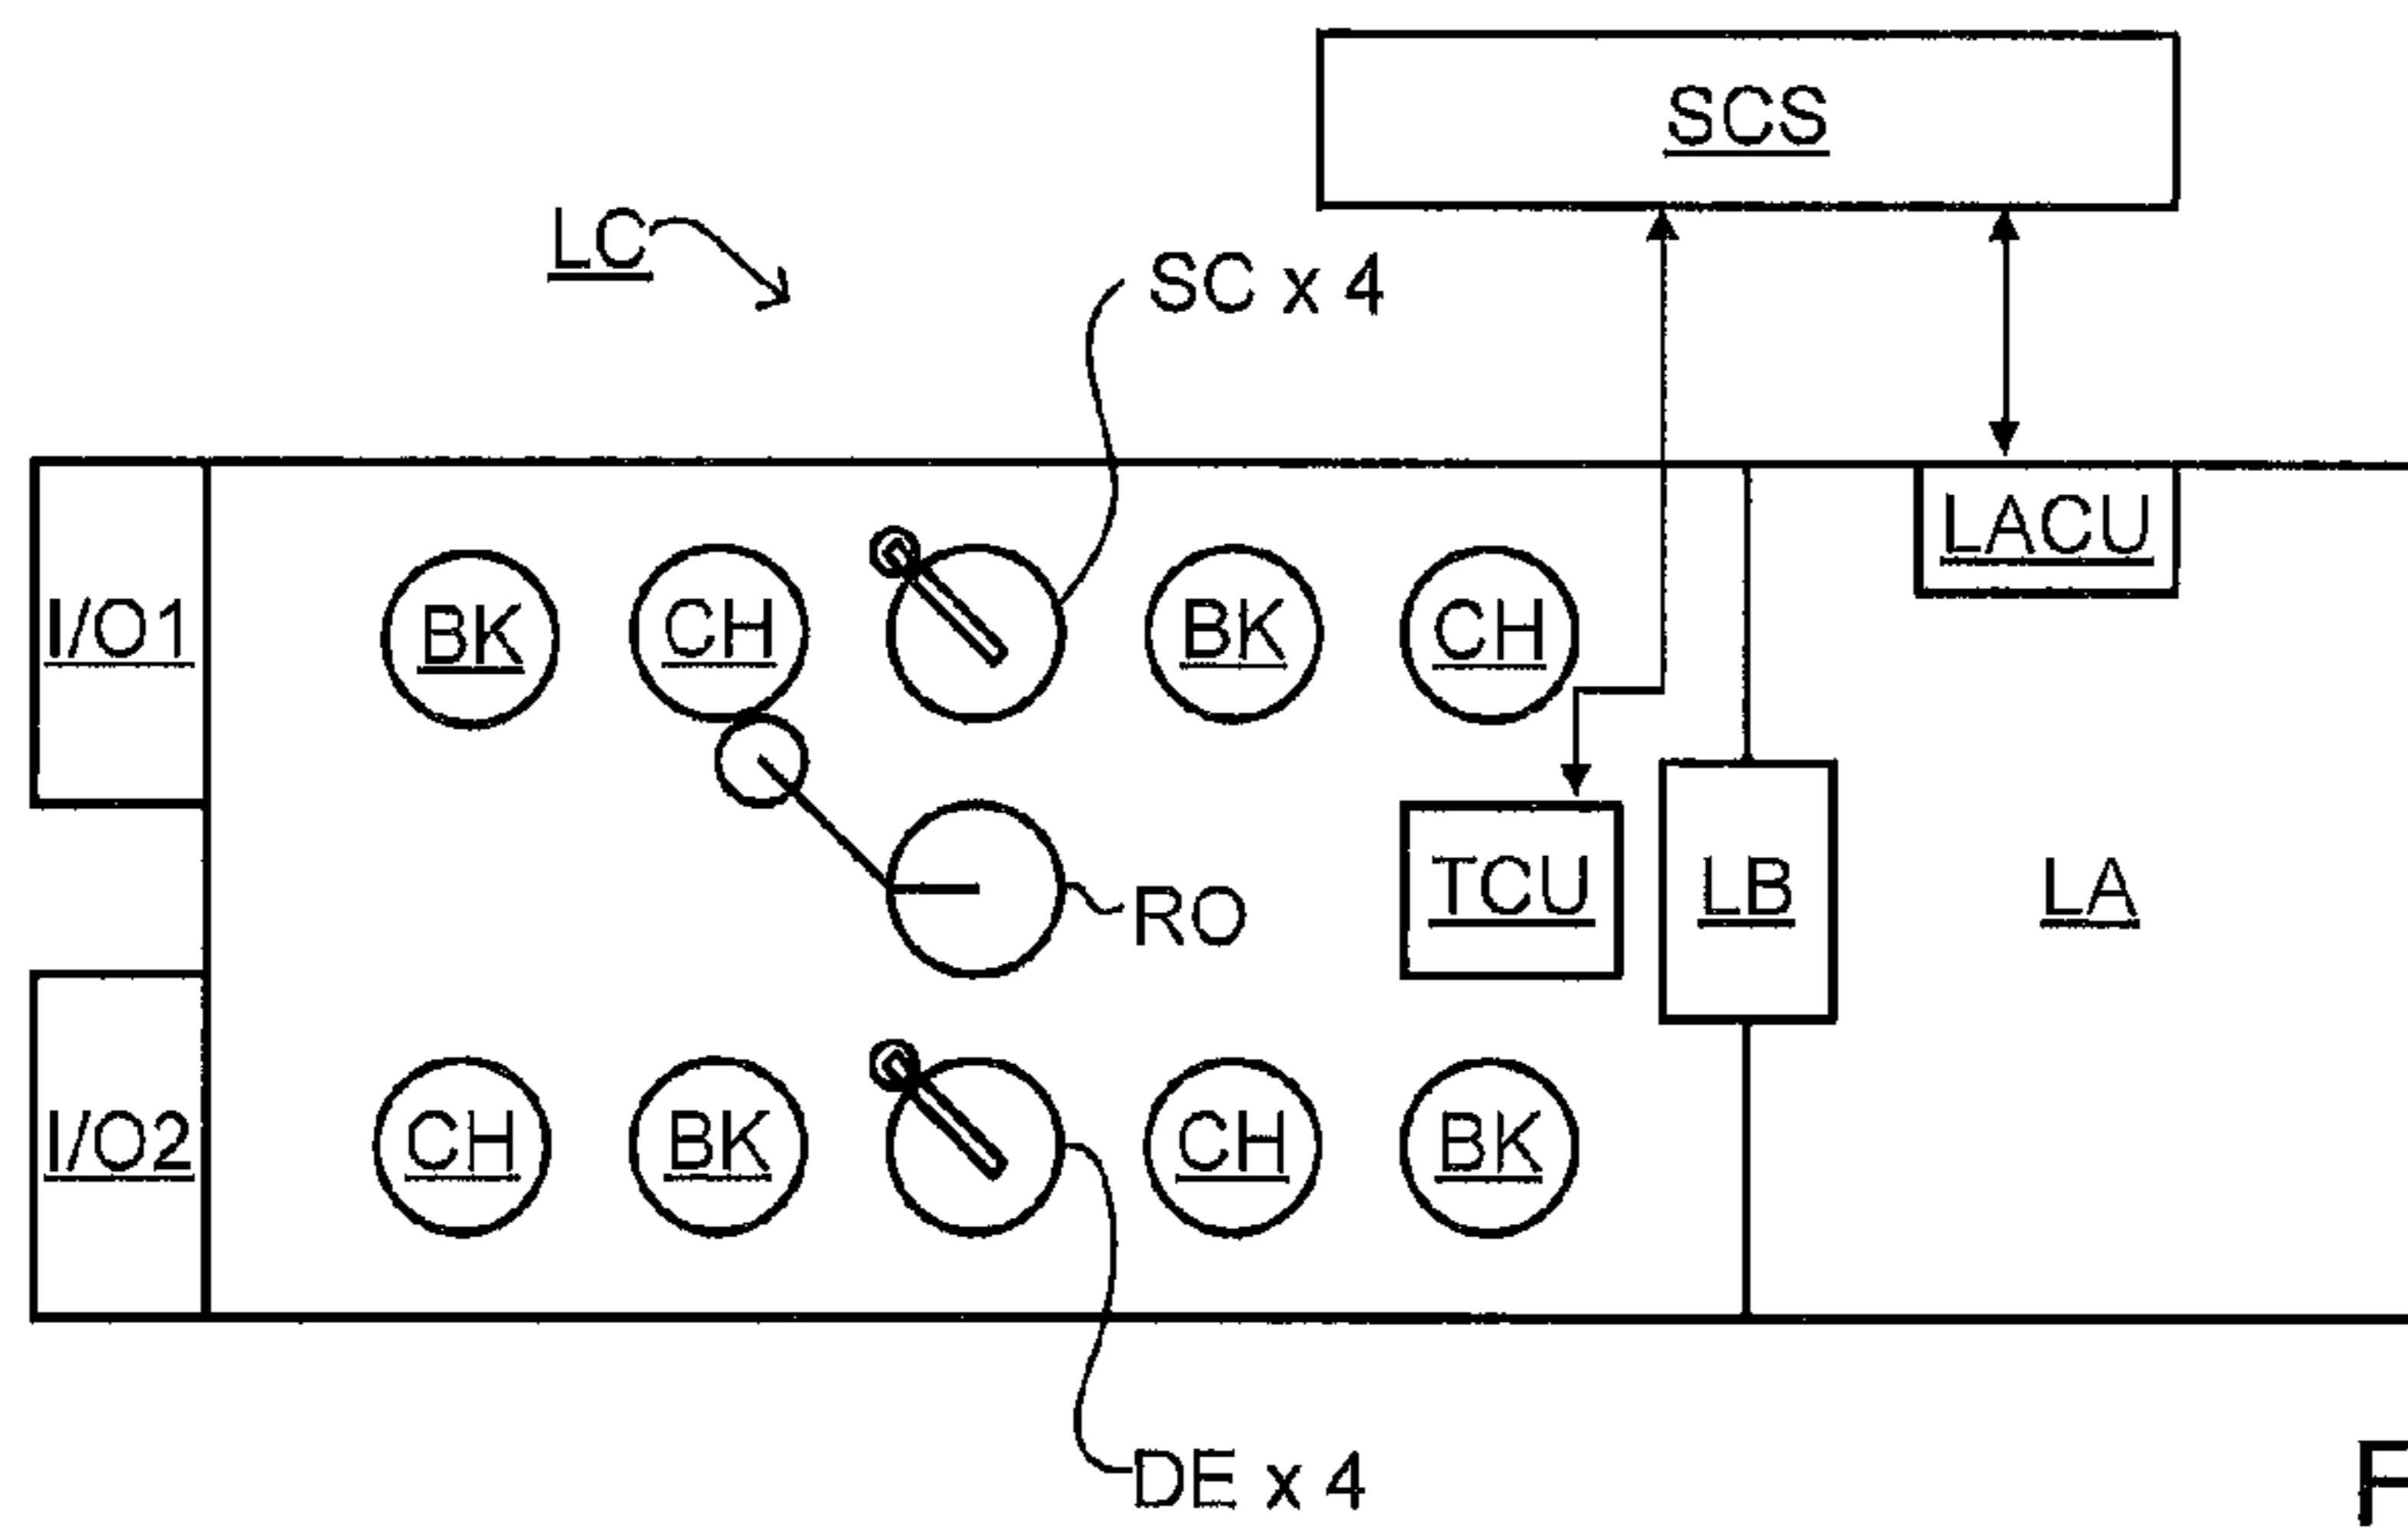 SCS
LC
SC x 4
LACU
I/O1
BK
CH
BK
CH
RO
TCU
LB
LA
I/O2
CH
BK
CH
BK
DE x 4
F